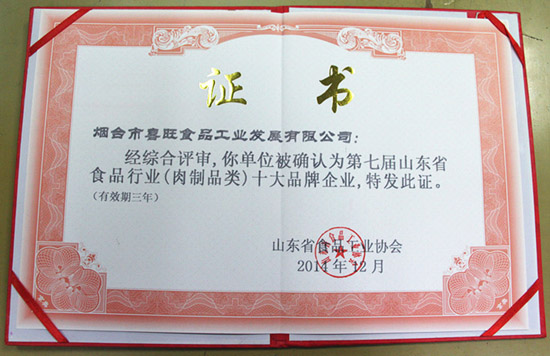 证 书
烟台市喜旺食品工业发展有限公司：
经综合评审，你单位被确认为第七届山东省
食品行业(肉制品类)十大品牌企业，特发此证。
(有效期三年)
山东省食品工业协会
2014年12月